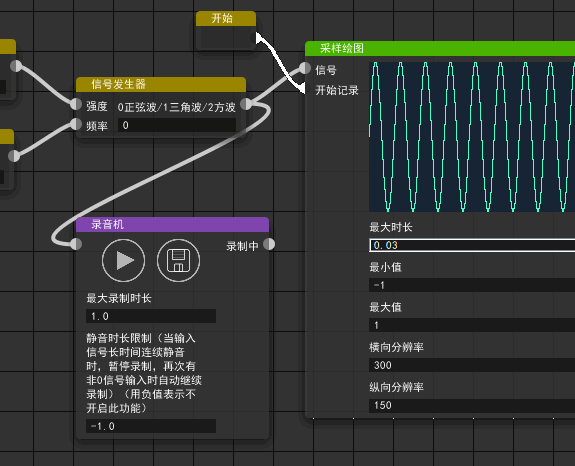 开始
采样绘图
信号
开始记录
信号发生器
强度
0正弦波/1三角波/2方波
频率
0
录音机
录制中
最大录制时长
1.0
静音时长限制（当输入
信号长时间连续静音
时，暂停录制，再次有
非0信号输入时自动继续
录制）（用负值表示不
开启此功能）
-1.0
最大时长
0.03
最小值
-1
最大值
1
横向分辨率
300
纵向分辨率
150